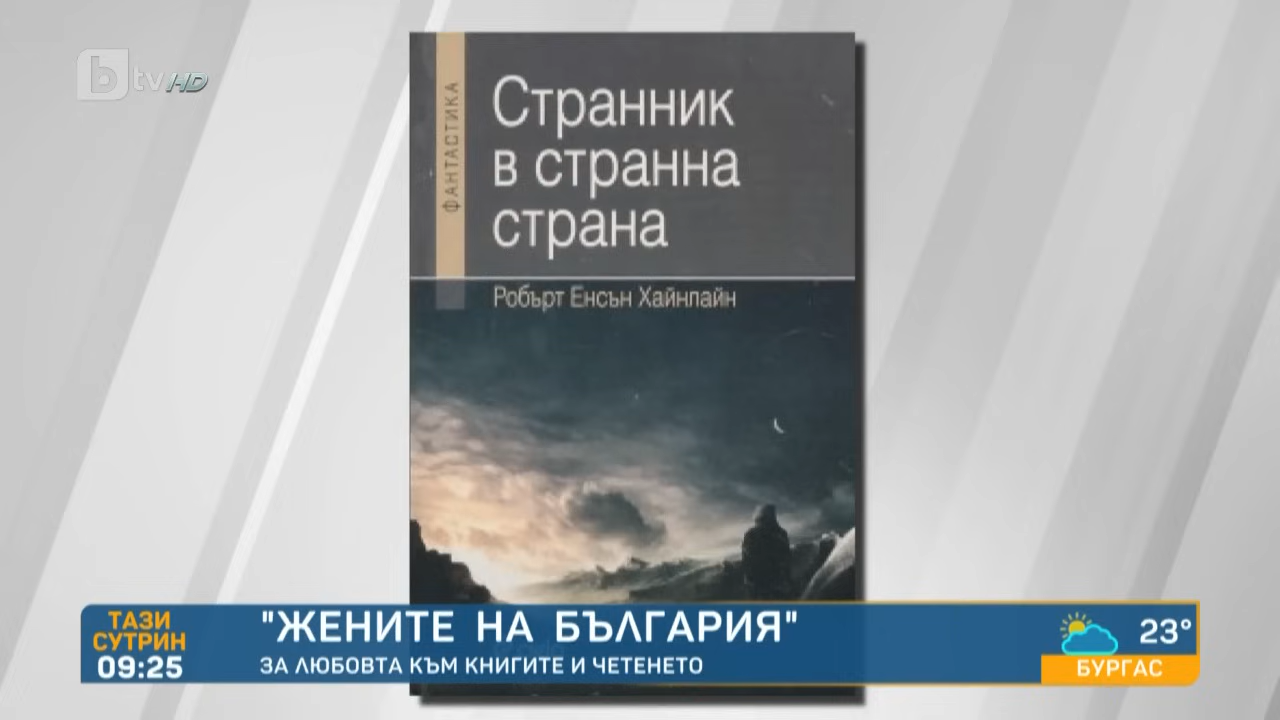 btv HD
ФАНТАСТИКА
Странник
в странна
страна
Робърт Енсън Хайнлайн
ТАЗИ
СУТРИН
09:25
"ЖЕНИТЕ НА БЪЛГАРИЯ"
ЗА ЛЮБОВТА КЪМ КНИГИТЕ И ЧЕТЕНЕТО
23°
БУРГАС